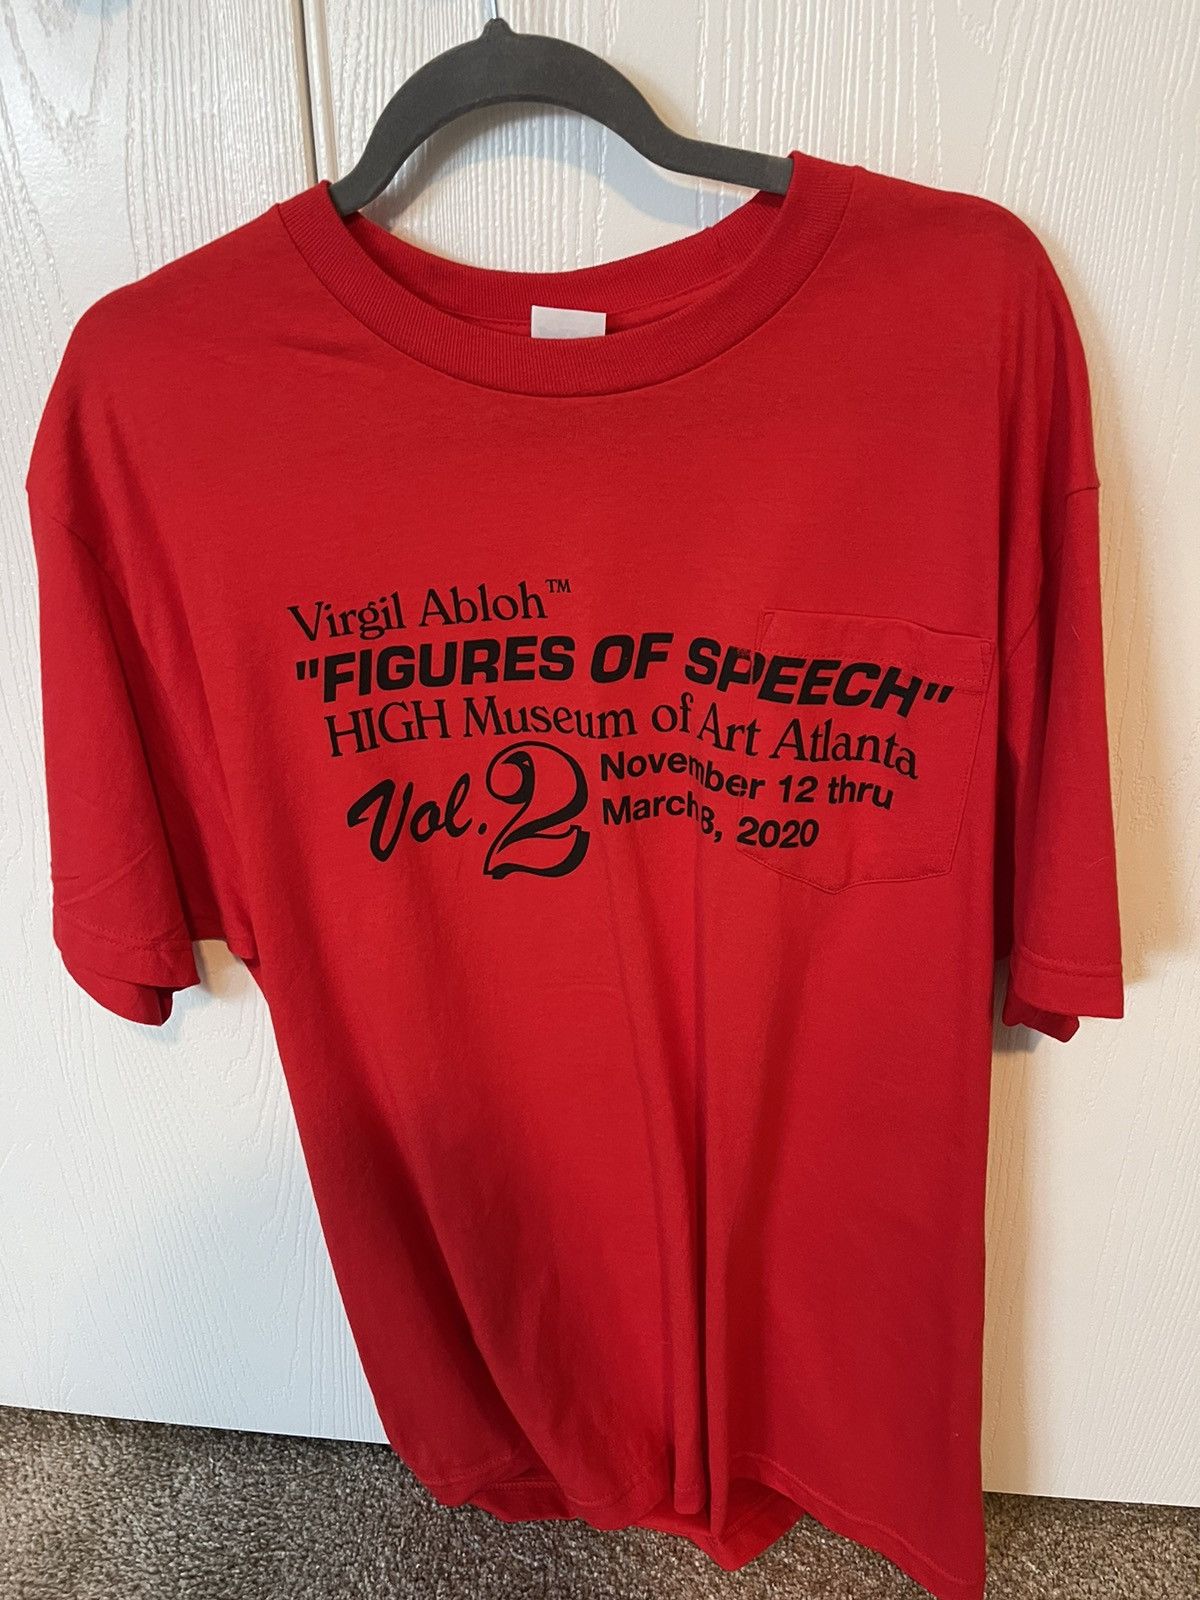 Virgil Abloh™
"FIGURES OF SPEECH"
HIGH Museum of Art Atlanta
Vol. 2
November 12 thru
March 8, 2020